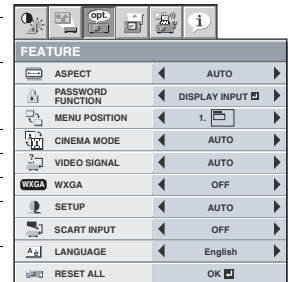 opt.
FEATURE
ASPECT AUTO
PASSWORD FUNCTION DISPLAY INPUT
MENU POSITION 1.
CINEMA MODE AUTO
VIDEO SIGNAL AUTO
WXGA WXGA OFF
SETUP AUTO
SCART INPUT OFF
LANGUAGE English
RESET ALL OK